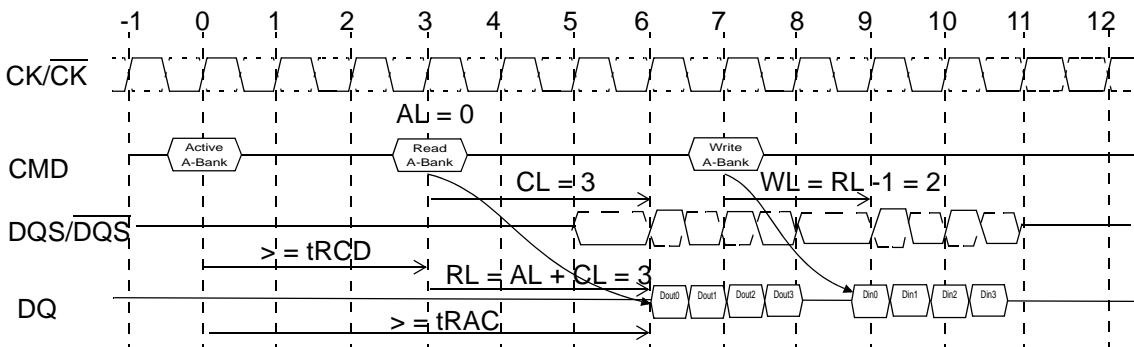 -1 0 1 2 3 4 5 6 7 8 9 10 11 12
CK/CK
AL = 0
Active
A-Bank
Read
A-Bank
Write
A-Bank
CMD
CL = 3
WL = RL -1 = 2
DQS/DQS
> = tRCD
RL = AL + CL = 3
DQ
Dout0 Dout1 Dout2 Dout3 Din0 Din1 Din2 Din3
> = tRAC